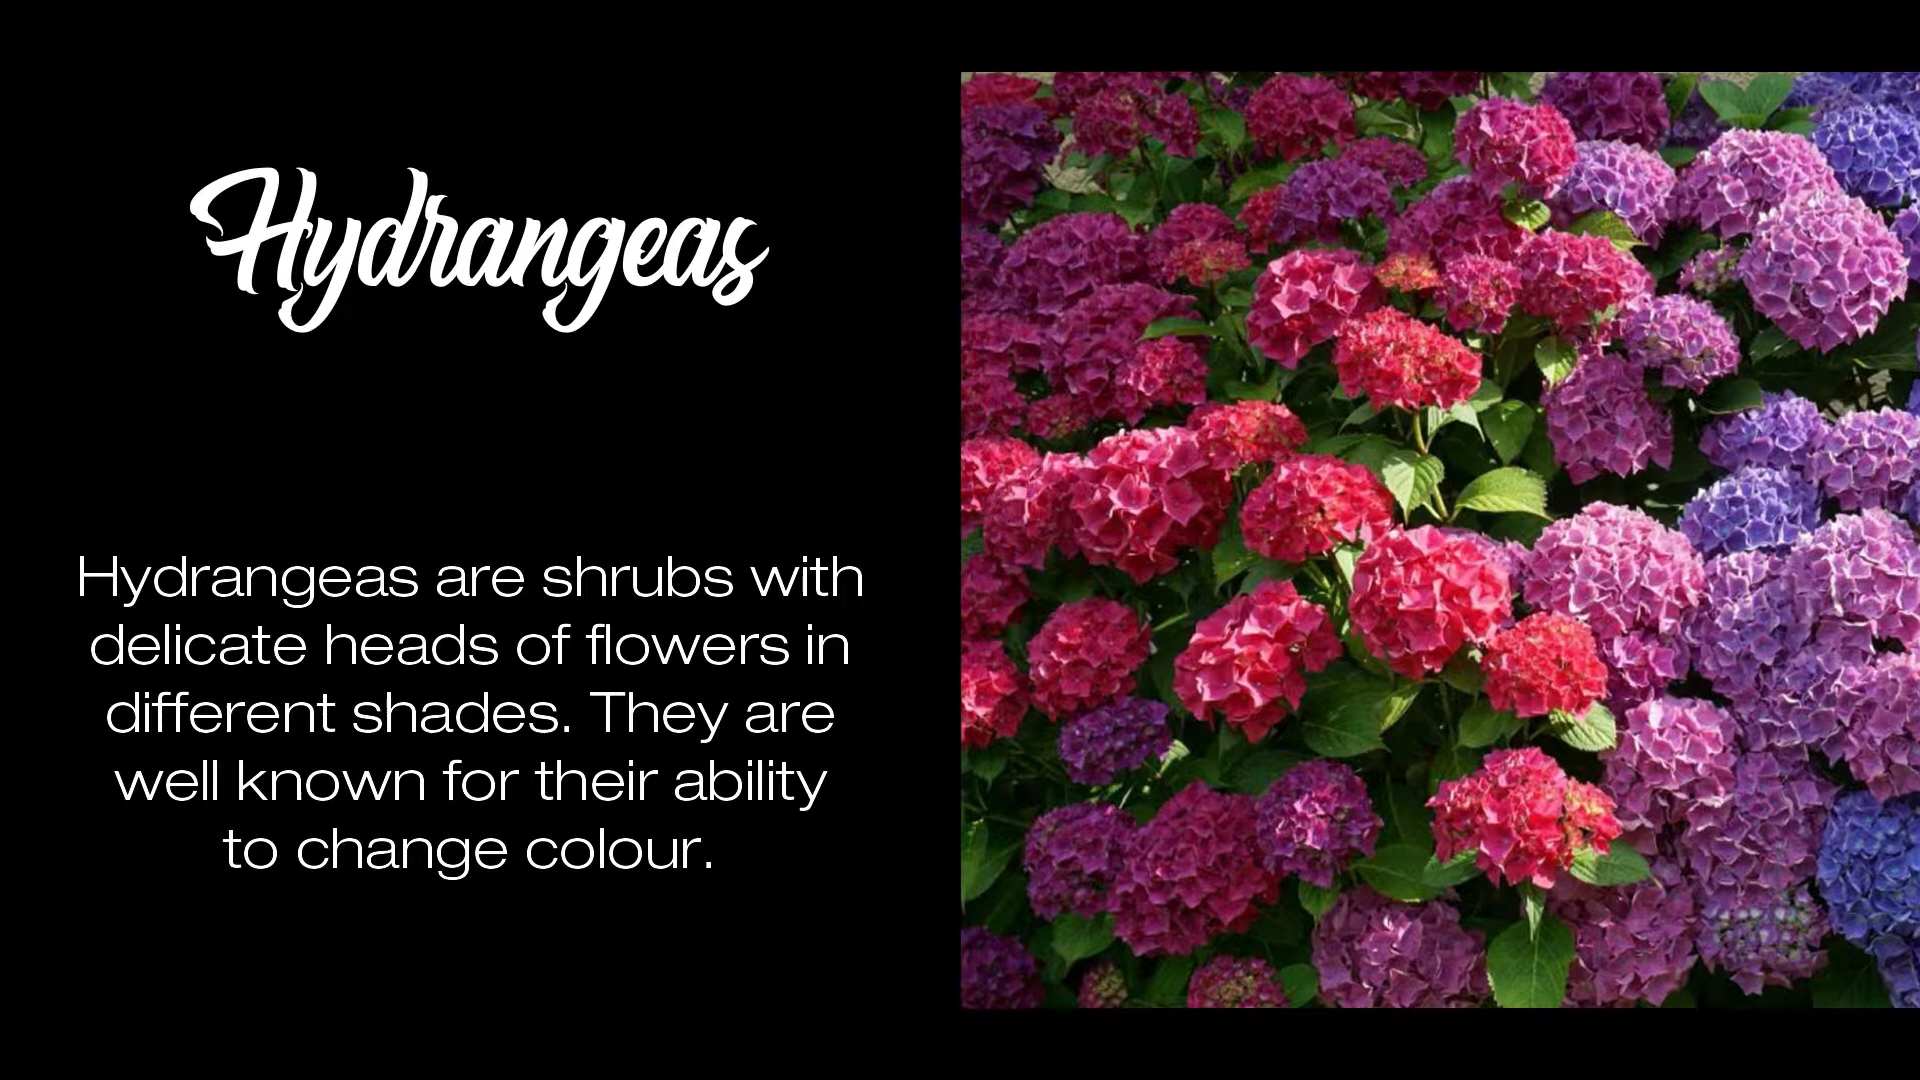 Hydrangeas
Hydrangeas are shrubs with
delicate heads of flowers in
different shades. They are
well known for their ability
to change colour.